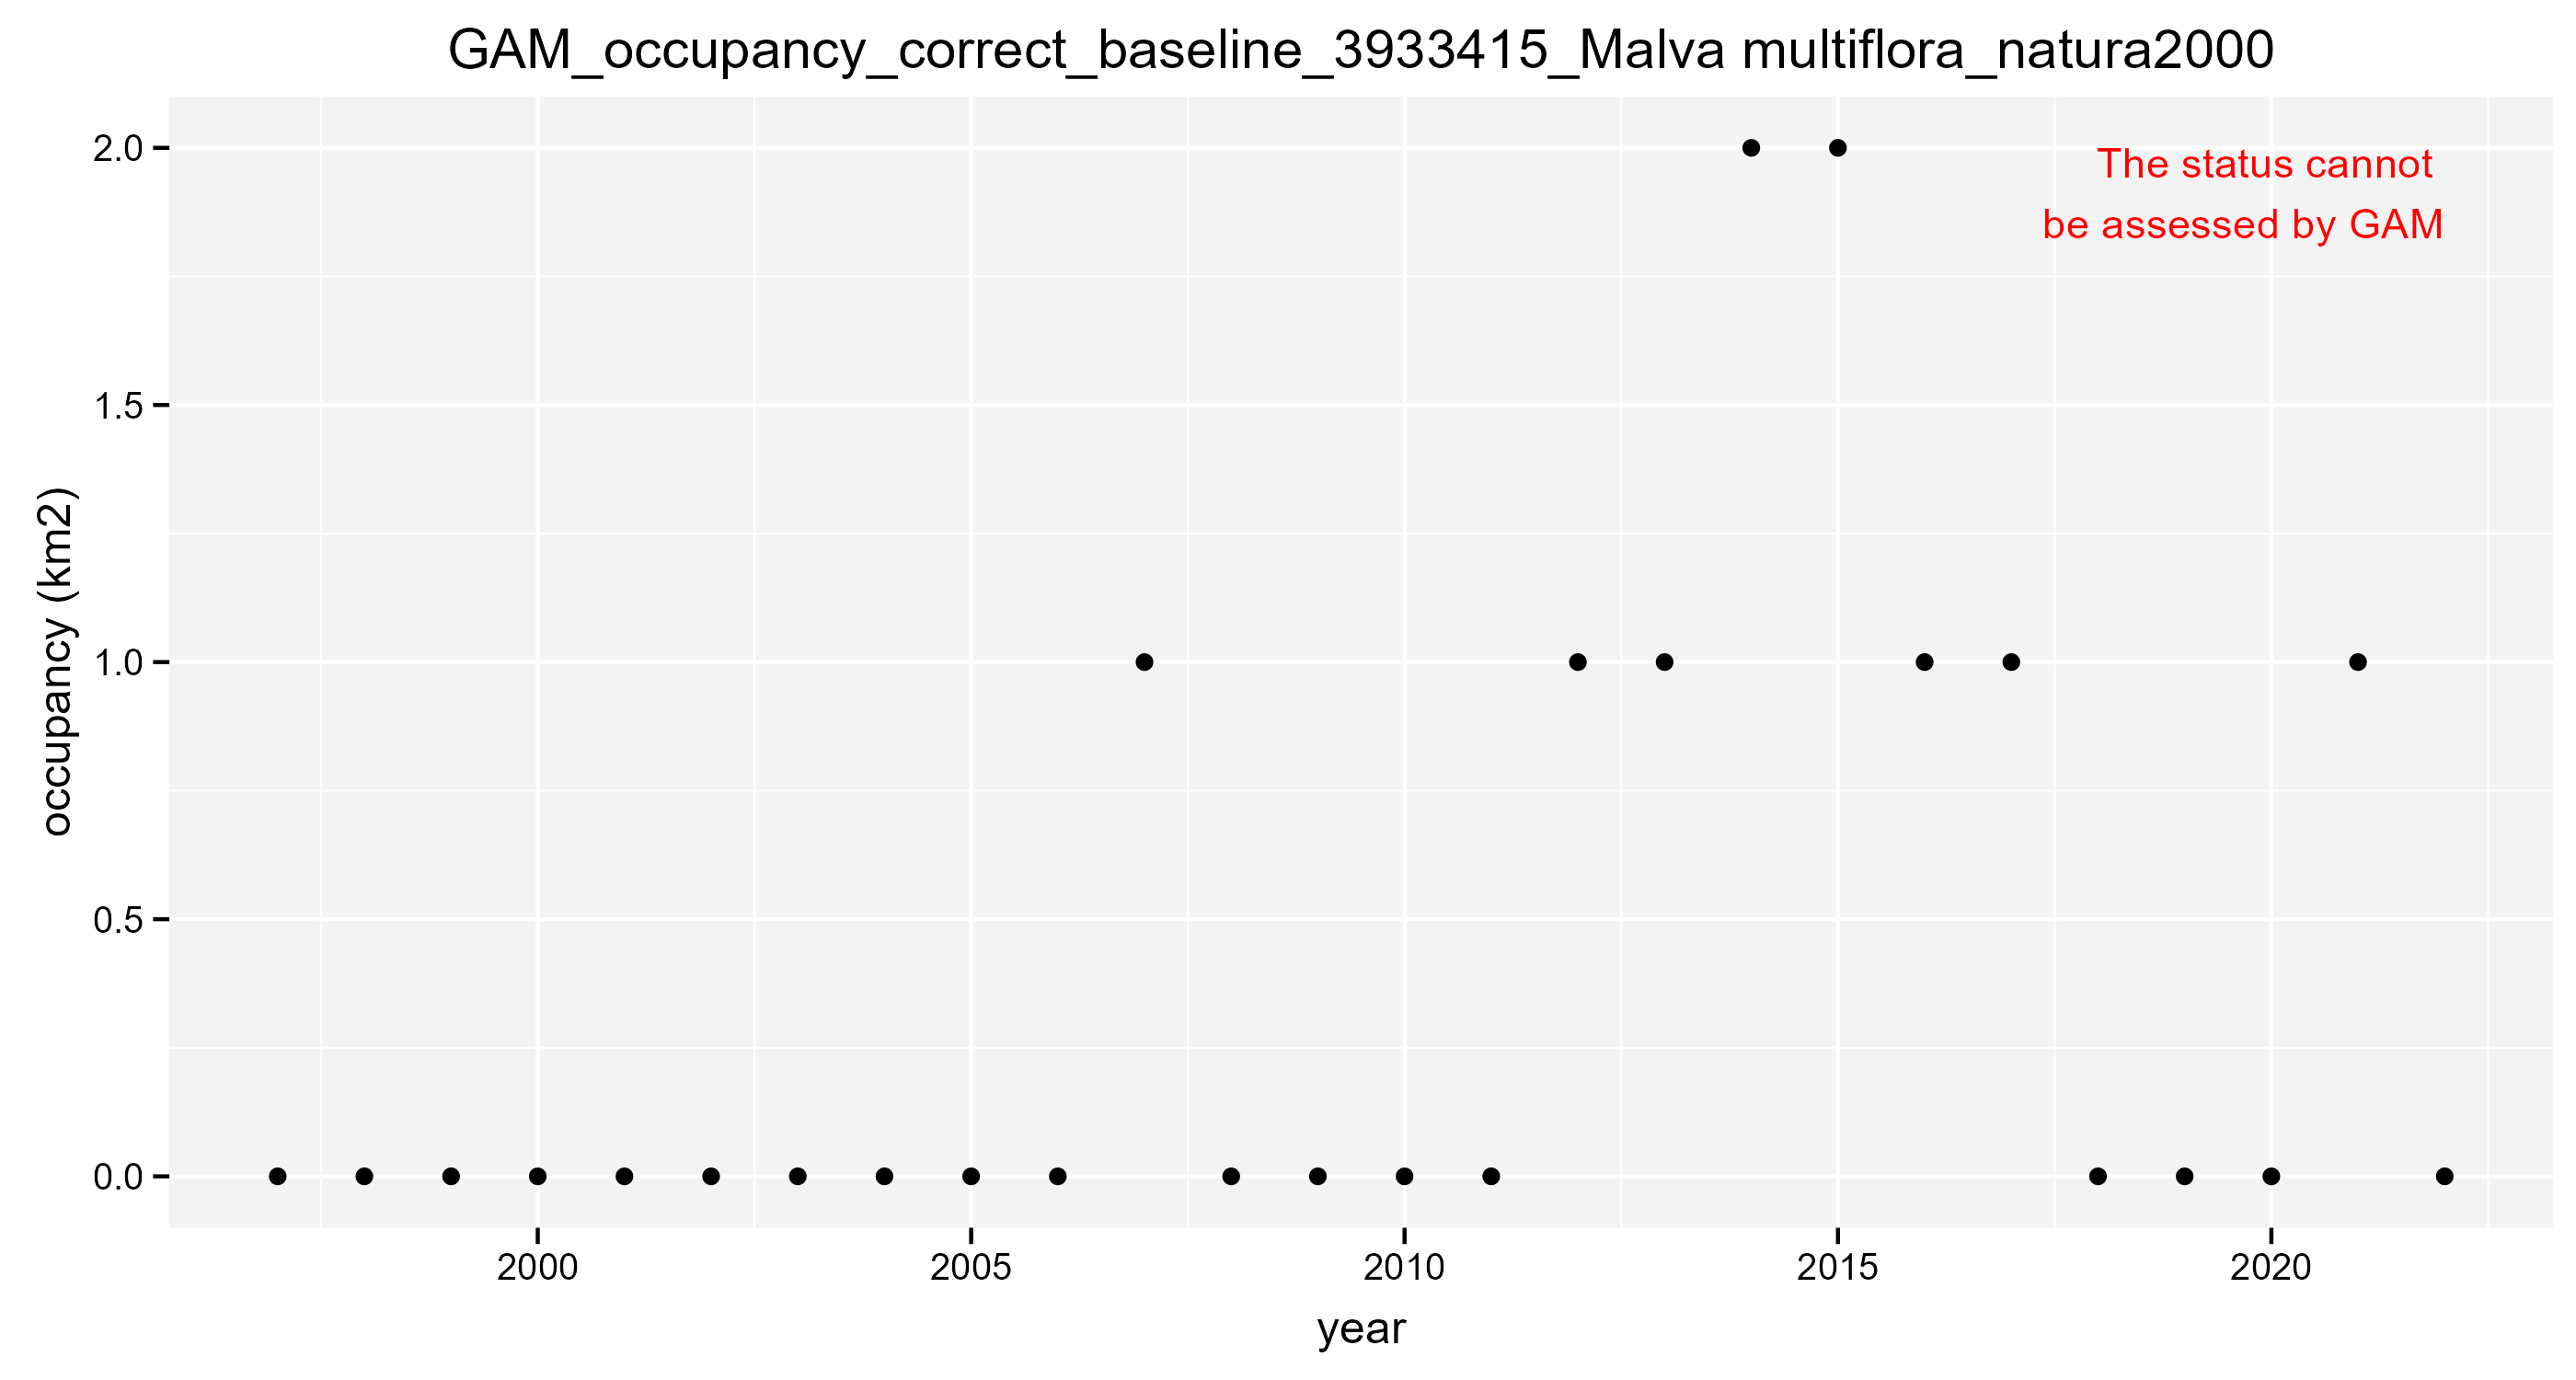 GAM_occupancy_correct_baseline_3933415_Malva multiflora_natura2000
The status cannot
be assessed by GAM
occupancy (km2)
2.0
1.5
1.0
0.5
0.0
2000 2005 2010 2015 2020
year